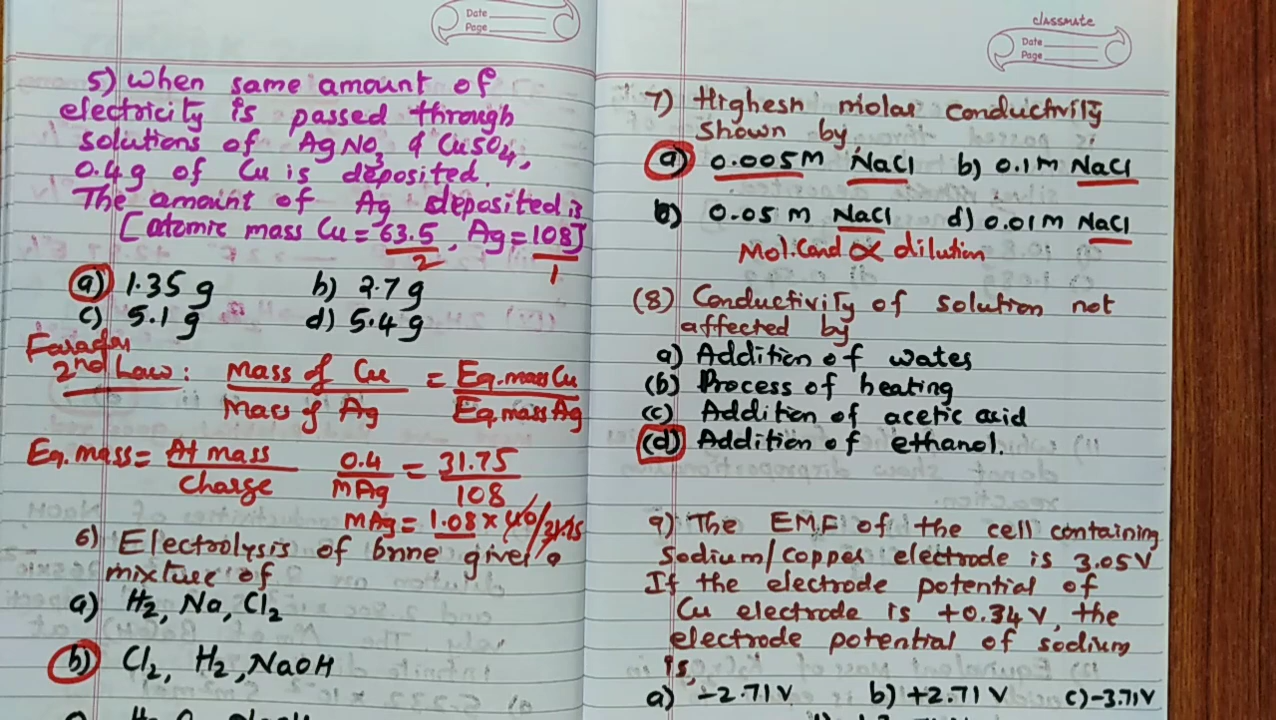 Date
Page
5) When same amount of
electricity is passed through
solutions of AgNO3 & CuSO4,
0.4g of Cu is deposited.
The amount of Ag deposited is
[atomic mass Cu = 63.5, Ag = 108]
2
1
a) 1.35 g b) 2.7 g
c) 5.1 g d) 5.4 g
Faraday
2nd Law: Mass of Cu / Mass of Ag = Eq. mass Cu / Eq. mass Ag
Eq. mass = At mass / Charge 0.4 / mAg = 31.75 / 108
mAg = 1.08 × 40/31.75
6) Electrolysis of brine gives a
mixture of
a) H2, Na, Cl2
b) Cl2, H2, NaOH
classmate
Date
Page
7) Highesh molar conductivity
shown by,
a) 0.005M NaCl b) 0.1M NaCl
b) 0.05 M NaCl d) 0.01M NaCl
Mol. Cond ∝ dilution
(8) Conductivity of solution not
affected by
a) Addition of water
(b) Process of heating
(c) Addition of acetic acid
(d) Addition of ethanol.
9) The EMF of the cell containing
Sodium/copper electrode is 3.05V
If the electrode potential of
Cu electrode is +0.34V, the
electrode potential of sodium
is,
a) -2.71V b) +2.71 V c) -3.71V